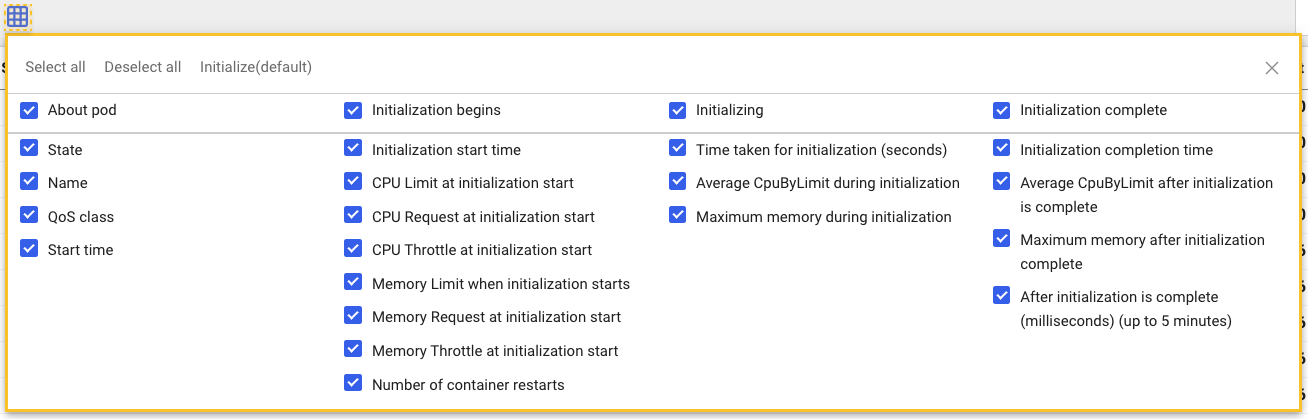 Select all Deselect all Initialize(default)
About pod
State
Name
QoS class
Start time
Initialization begins
Initialization start time
CPU Limit at initialization start
CPU Request at initialization start
CPU Throttle at initialization start
Memory Limit when initialization starts
Memory Request at initialization start
Memory Throttle at initialization start
Number of container restarts
Initializing
Time taken for initialization (seconds)
Average CpuByLimit during initialization
Maximum memory during initialization
Initialization complete
Initialization completion time
Average CpuByLimit after initialization
is complete
Maximum memory after initialization
complete
After initialization is complete
(milliseconds) (up to 5 minutes)